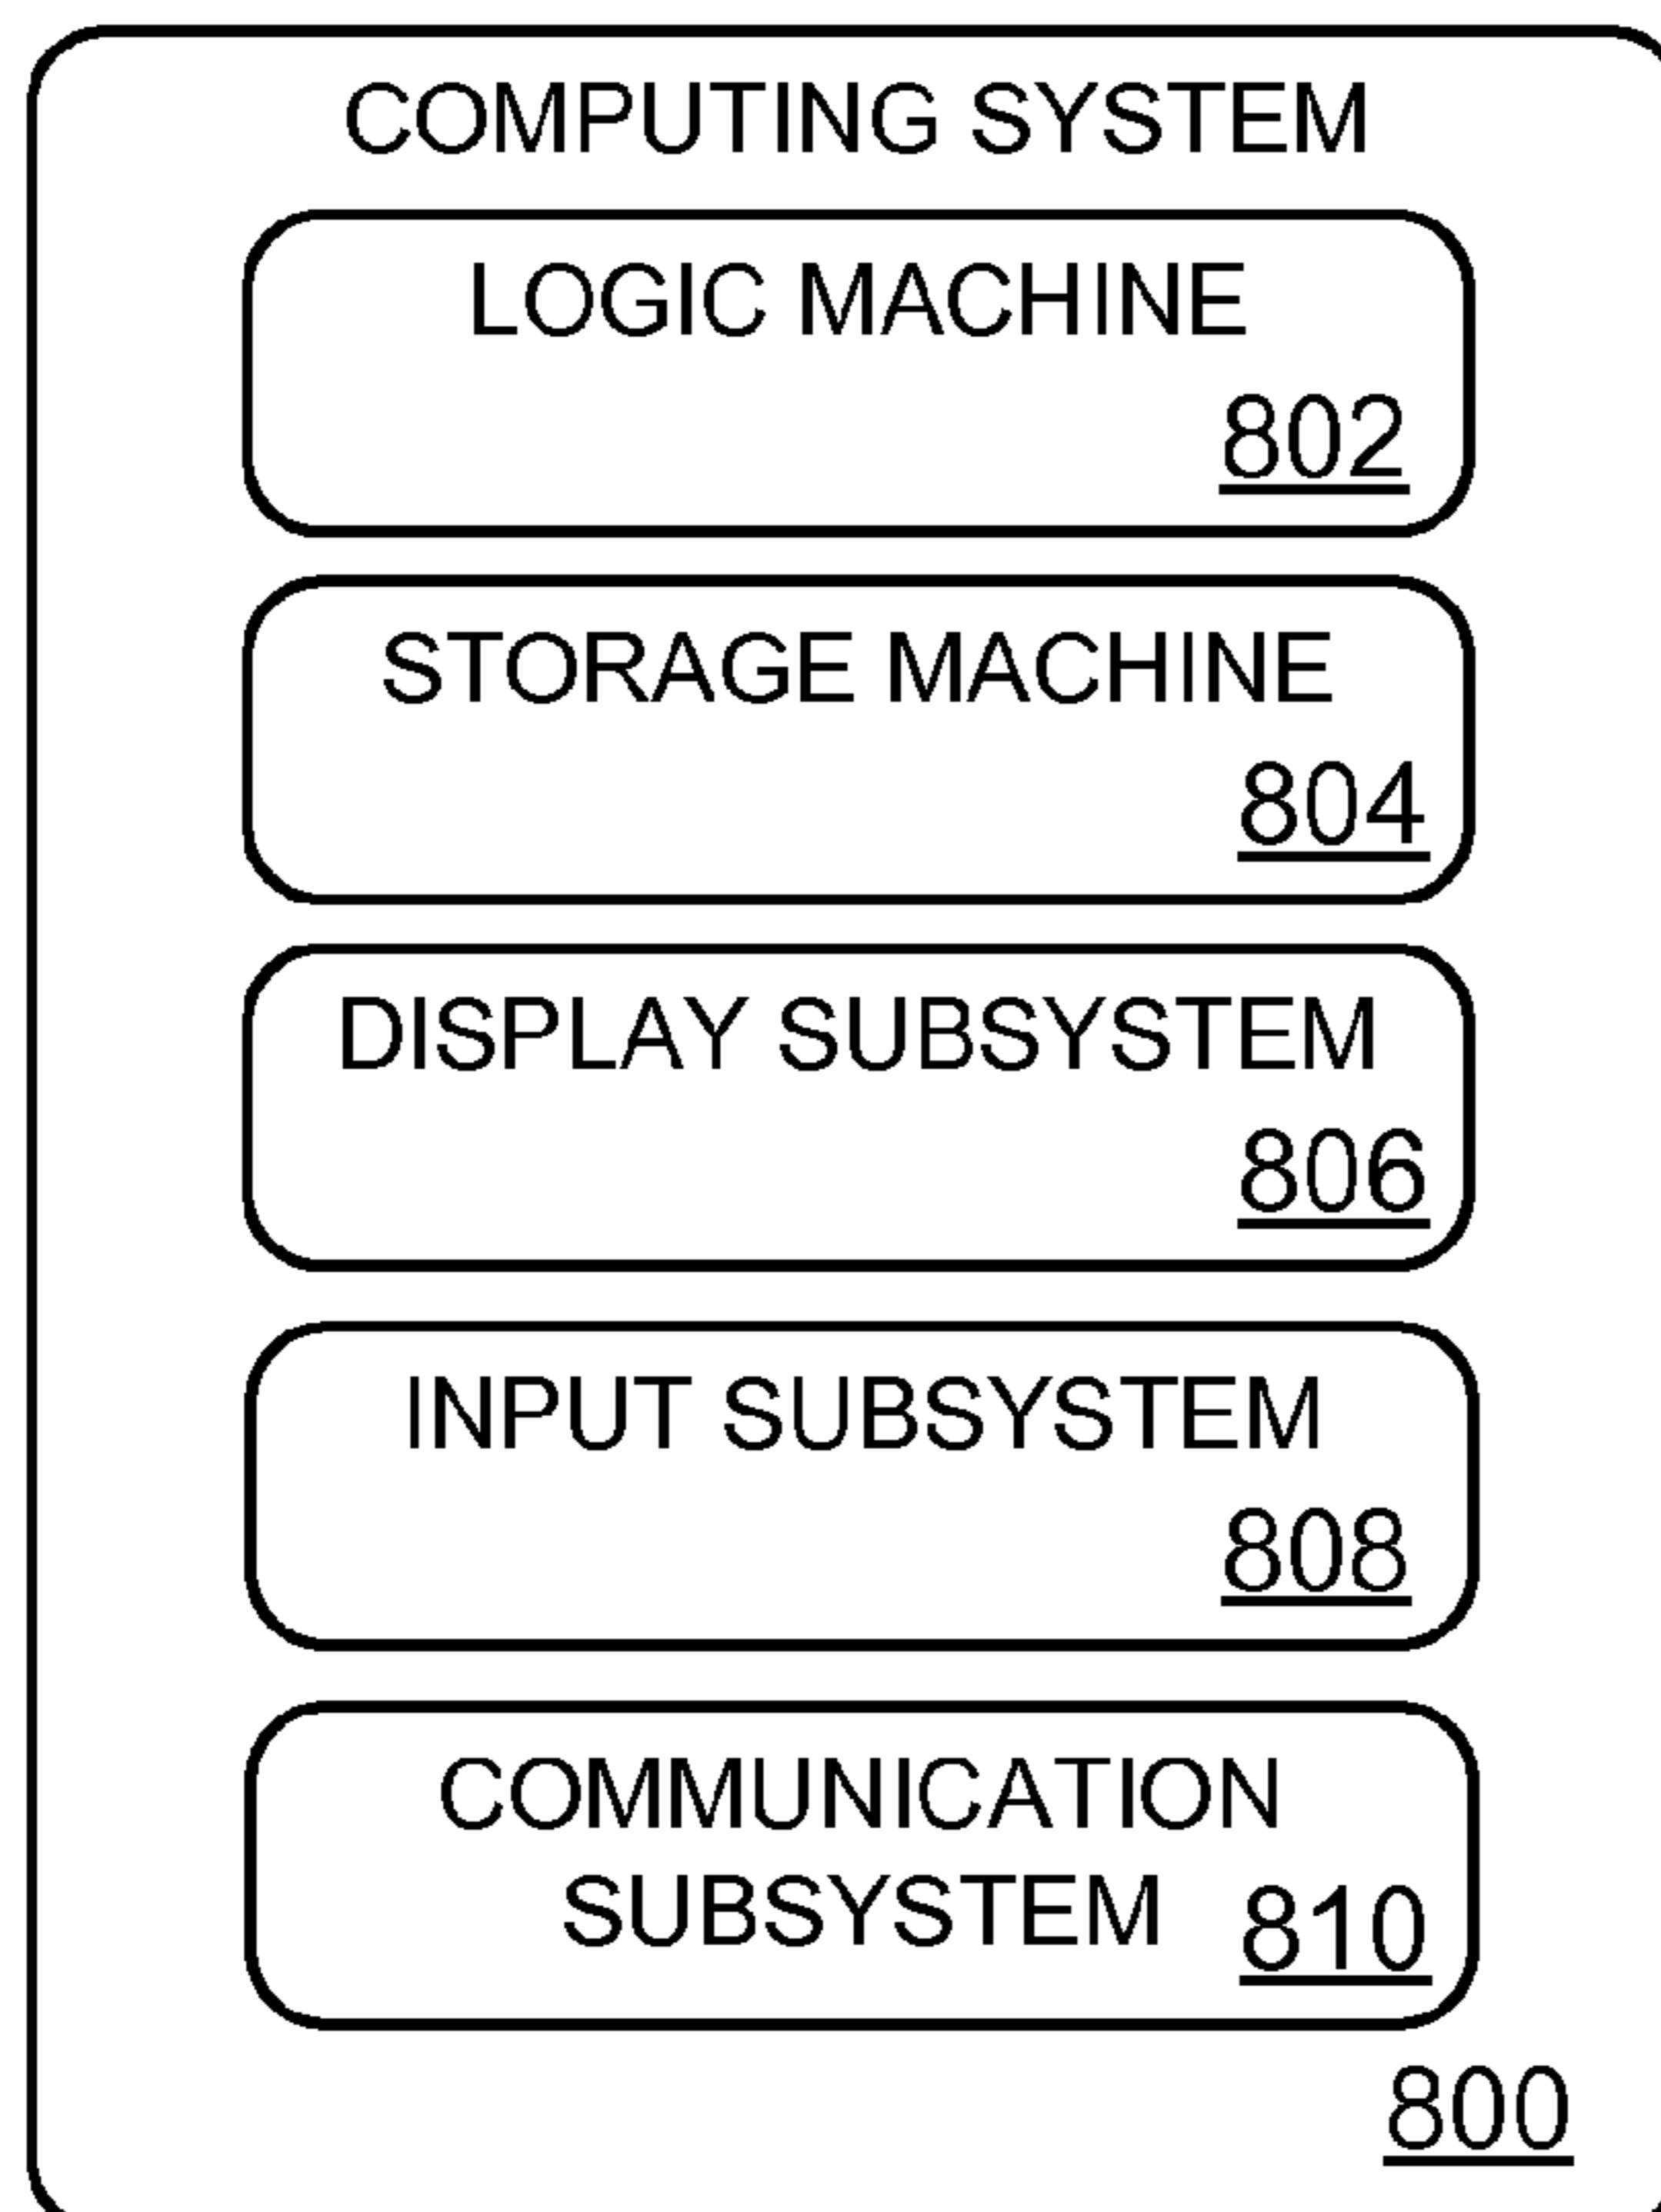 COMPUTING SYSTEM
LOGIC MACHINE
802
STORAGE MACHINE
804
DISPLAY SUBSYSTEM
806
INPUT SUBSYSTEM
808
COMMUNICATION
SUBSYSTEM 810
800